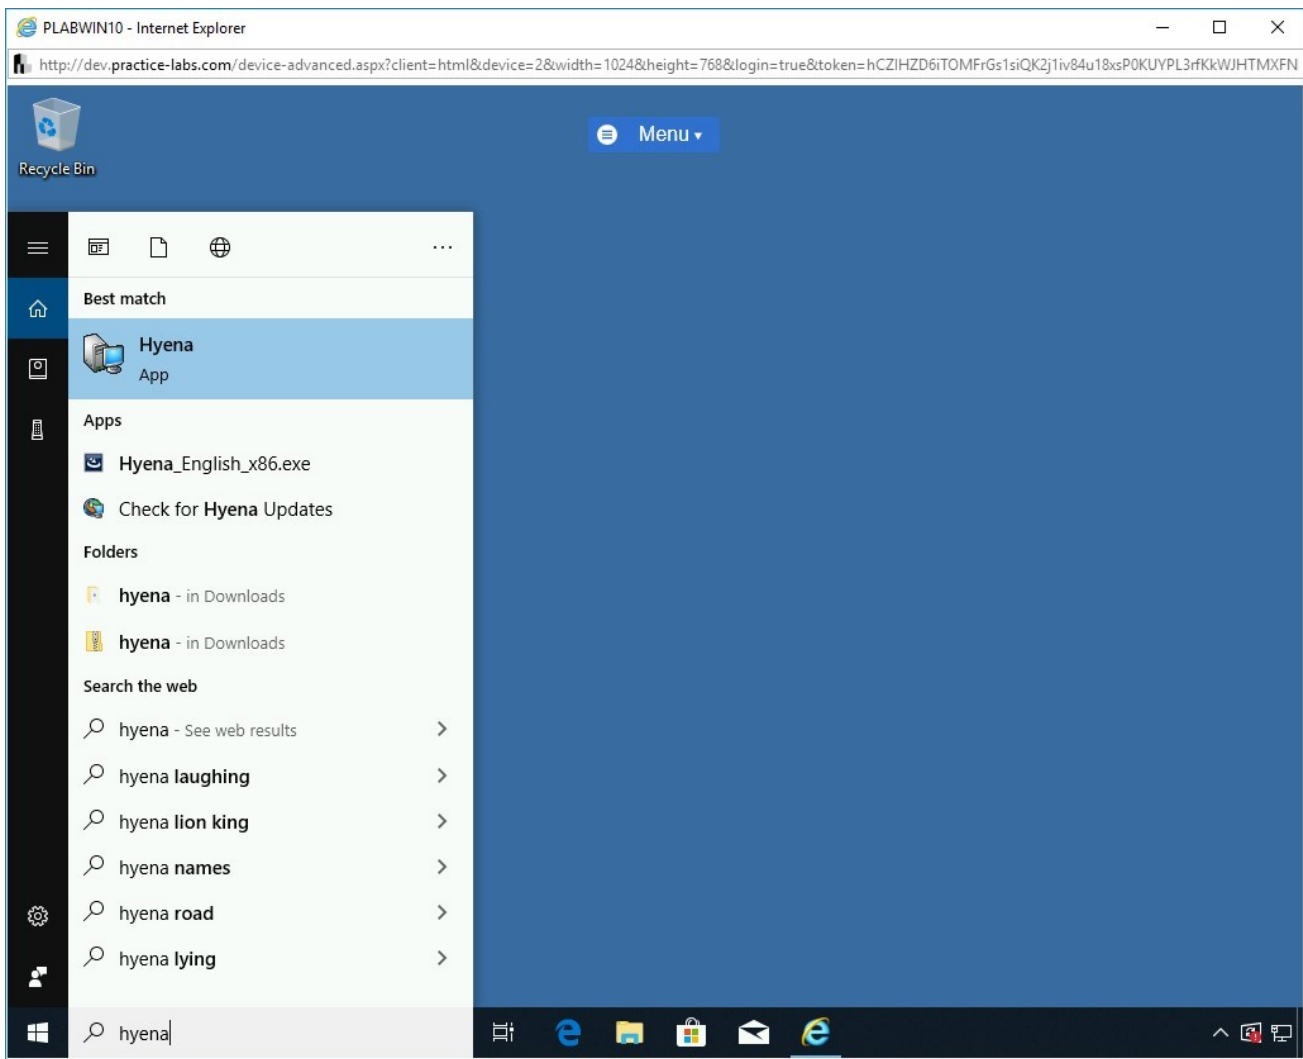 PLABWIN10 - Internet Explorer
http://dev.practice-labs.com/device-advanced.aspx?client=html&device=2&width=1024&height=768&login=true&token=hCZIHZD6iTOMFrGs1siQK2j1iv84u18xsP0KUYPL3rfKkWJHTMXFN
Recycle Bin
Menu
Best match
Hyena
App
Apps
Hyena_English_x86.exe
Check for Hyena Updates
Folders
hyena - in Downloads
hyena - in Downloads
Search the web
hyena - See web results
hyena laughing
hyena lion king
hyena names
hyena road
hyena lying
hyena